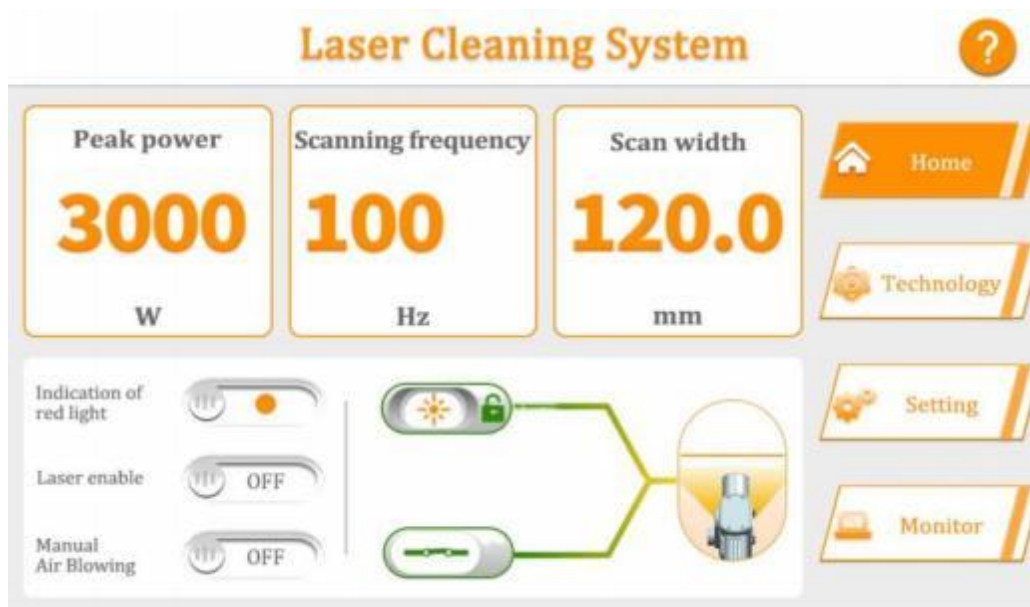 Laser Cleaning System
?
Peak power
3000
W
Scanning frequency
100
Hz
Scan width
120.0
mm
Home
Technology
Setting
Monitor
Indication of
red light
Laser enable
OFF
Manual
Air Blowing
OFF